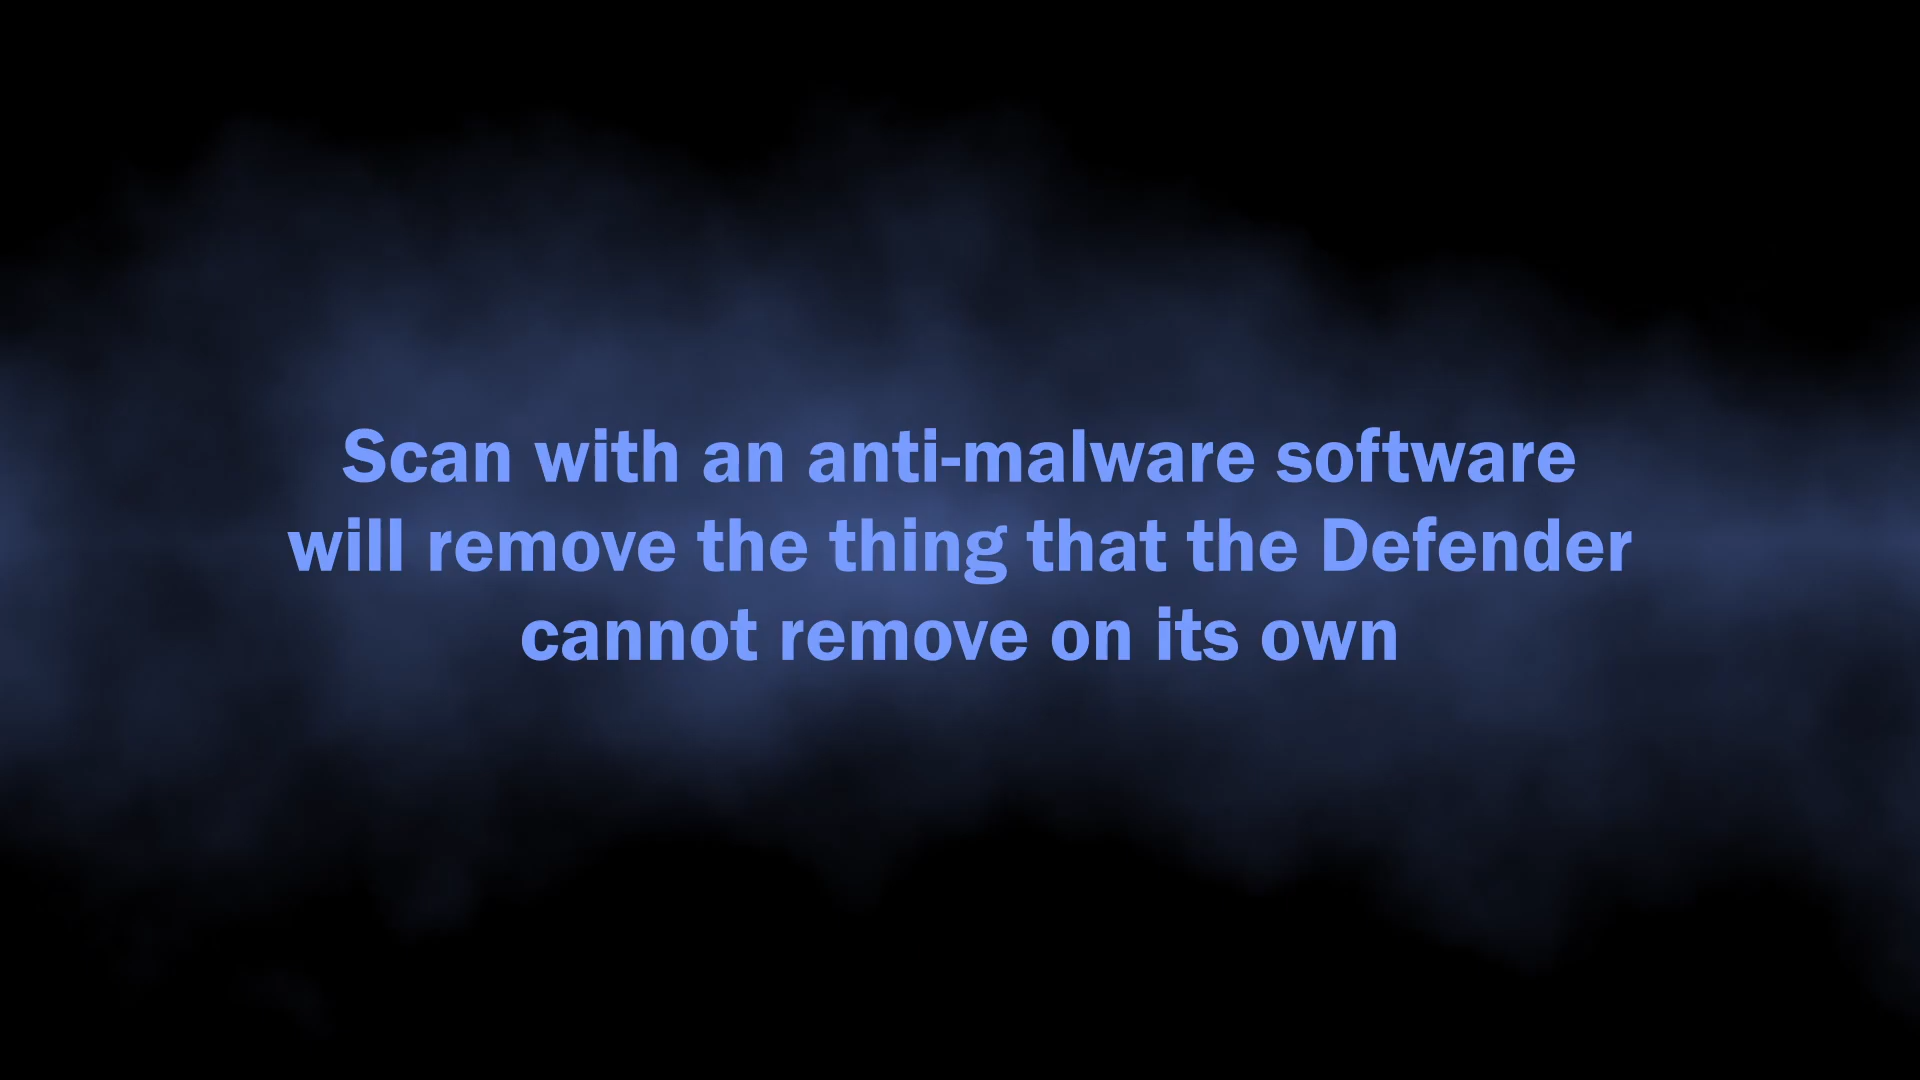 Scan with an anti-malware software
will remove the thing that the Defender
cannot remove on its own